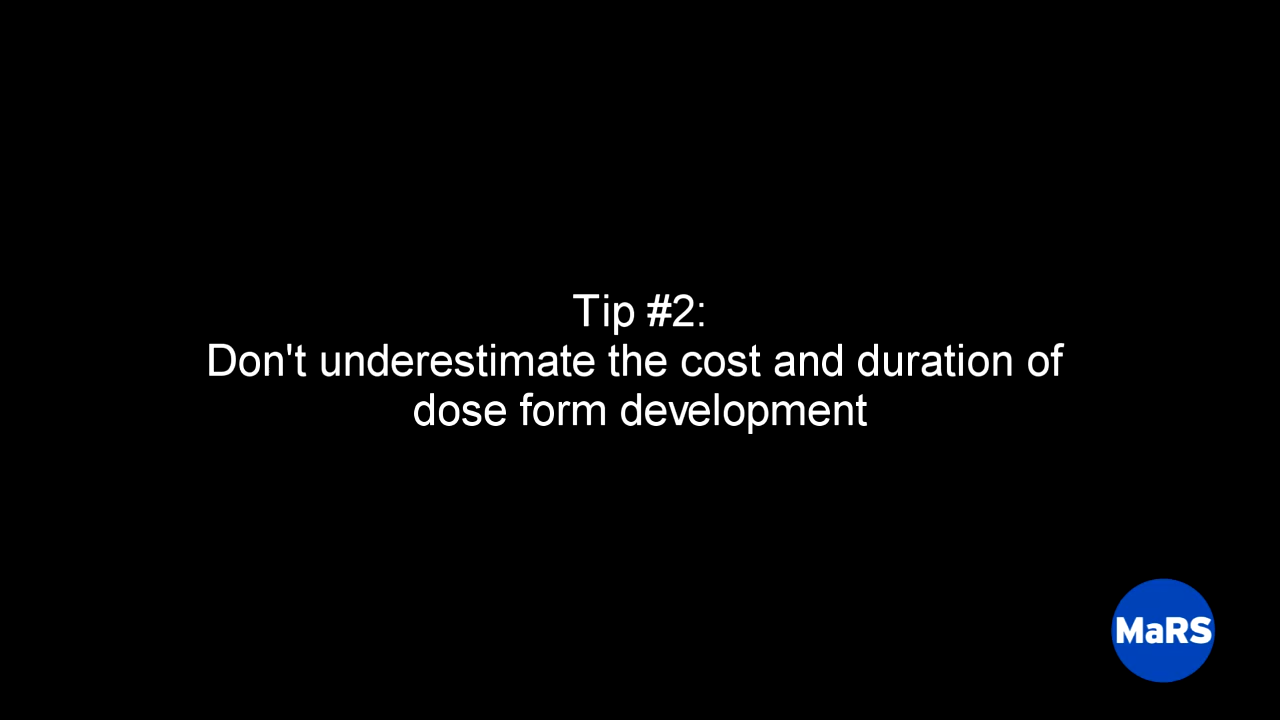 Tip #2:
Don't underestimate the cost and duration of
dose form development
MaRS